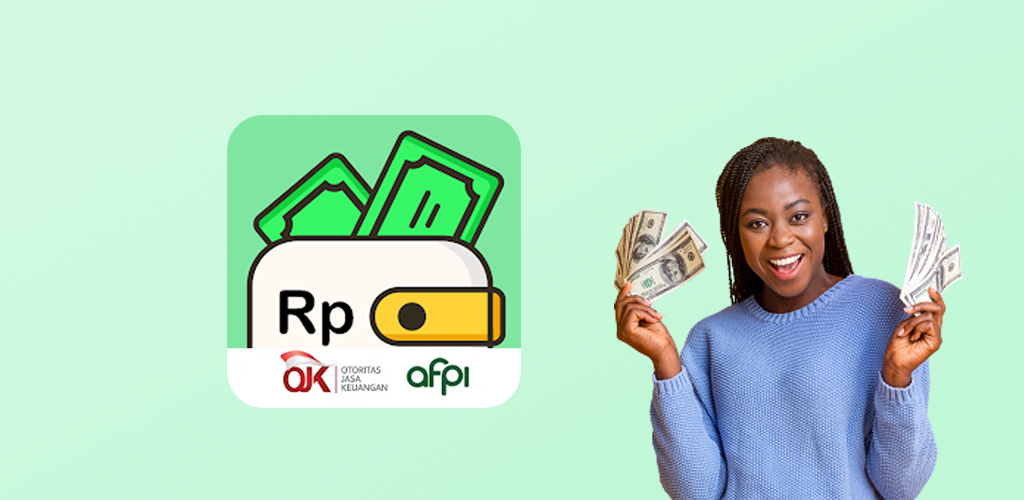 Rp
OJK
OTORITAS
JASA
KEUANGAN
afpi